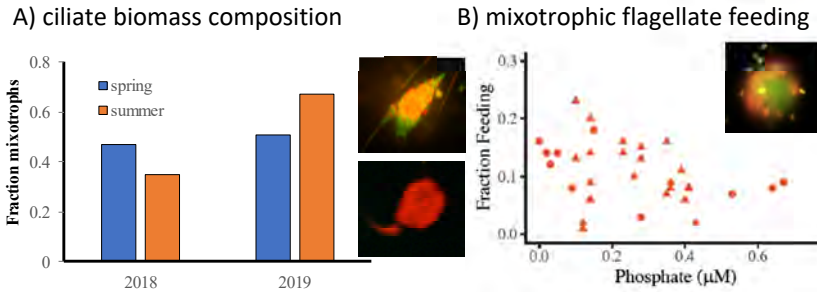 A) ciliate biomass composition
0.8
0.6
0.4
0.2
0
Fraction mixotrophs
spring
summer
2018
2019
B) mixotrophic flagellate feeding
0.3
0.2
0.1
0.0
Fraction Feeding
0.0
0.2
0.4
0.6
Phosphate (µM)